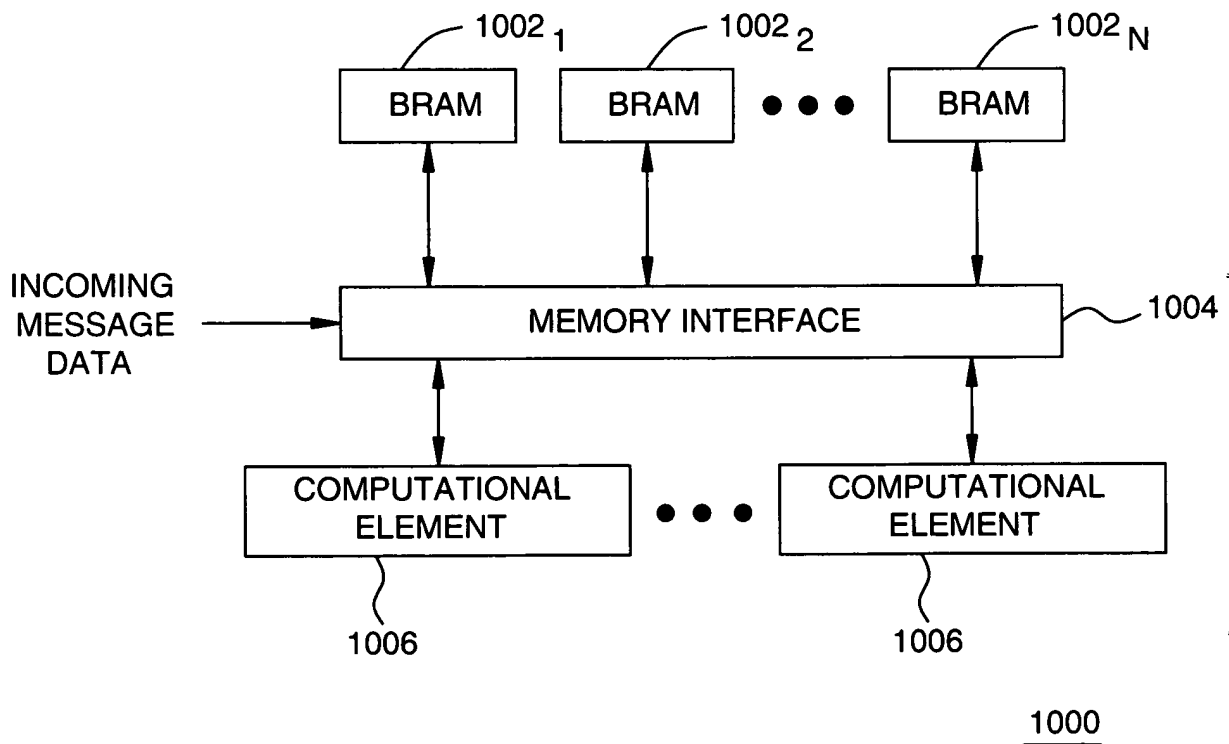 1002 1
1002 2
1002 N
BRAM
BRAM
BRAM
INCOMING
MESSAGE
DATA
MEMORY INTERFACE
1004
COMPUTATIONAL
ELEMENT
COMPUTATIONAL
ELEMENT
1006
1006
1000